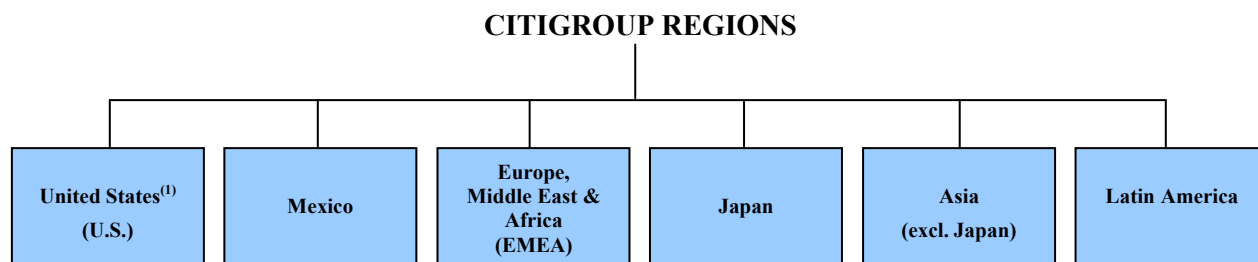 CITIGROUP REGIONS
United States(1)
(U.S.)
Mexico
Europe,
Middle East &
Africa
(EMEA)
Japan
Asia
(excl. Japan)
Latin America